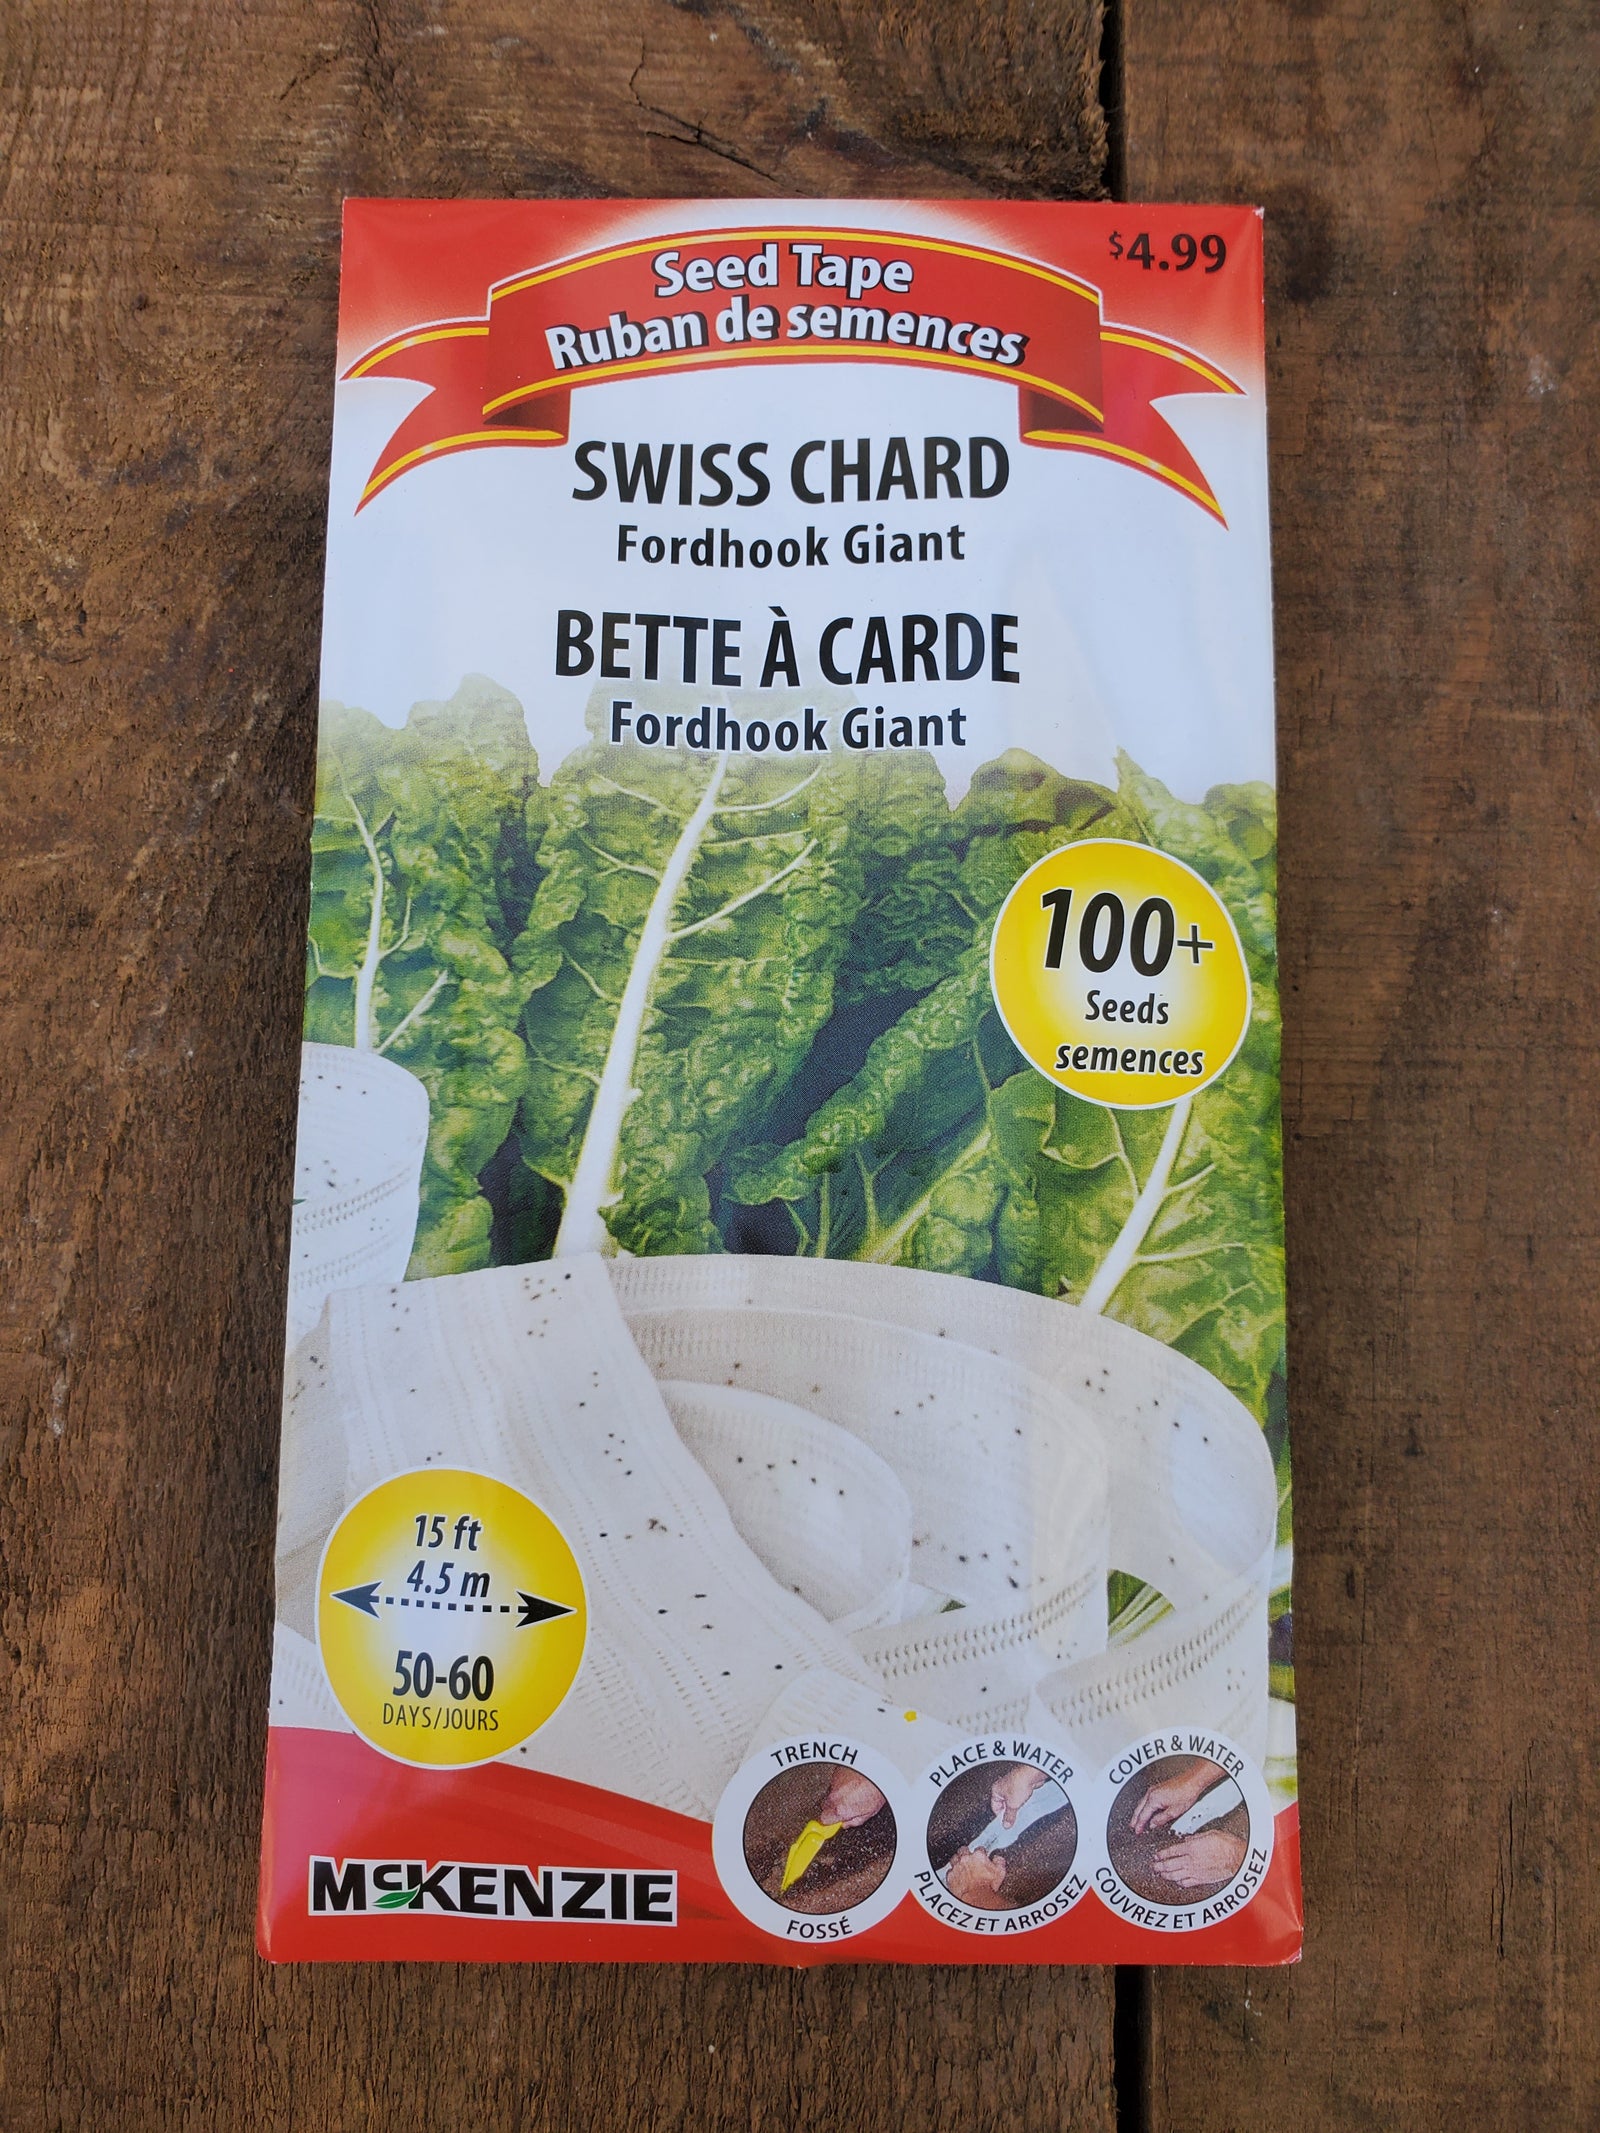 $4.99
Seed Tape
Ruban de semences
SWISS CHARD
Fordhook Giant
BETTE À CARDE
Fordhook Giant
100+
Seeds
semences
15 ft
4.5 m
50-60
DAYS/JOURS
TRENCH
FOSSÉ
PLACE & WATER
PLACEZ ET ARROSEZ
COVER & WATER
COUVREZ ET ARROSEZ
McKENZIE